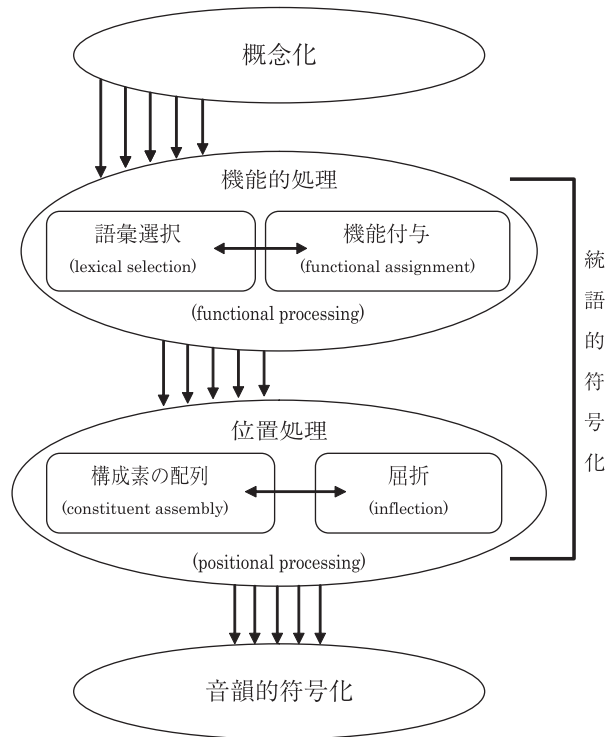 概念化
機能的処理
語彙選択
(lexical selection)
機能付与
(functional assignment)
(functional processing)
統語的符号化
位置処理
構成素の配列
(constituent assembly)
屈折
(inflection)
(positional processing)
音韻的符号化